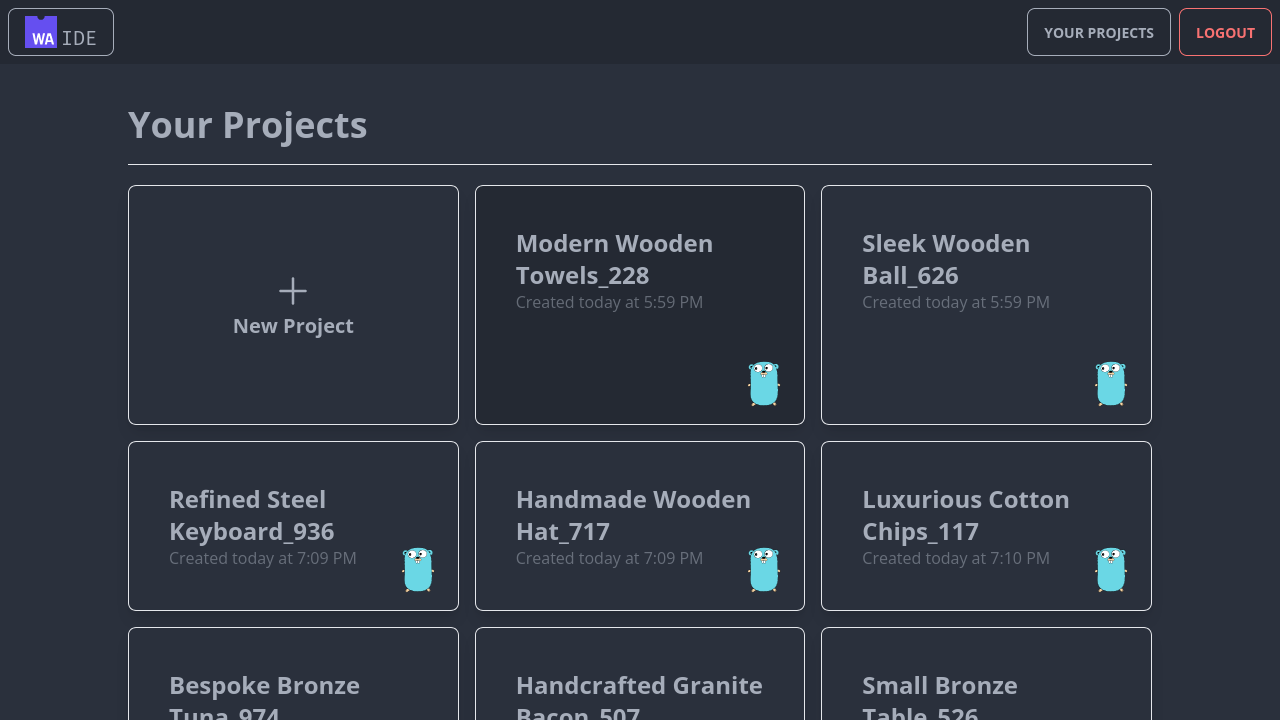 WA IDE
YOUR PROJECTS
LOGOUT
Your Projects
New Project
Modern Wooden
Towels_228
Created today at 5:59 PM
Sleek Wooden
Ball_626
Created today at 5:59 PM
Refined Steel
Keyboard_936
Created today at 7:09 PM
Handmade Wooden
Hat_717
Created today at 7:09 PM
Luxurious Cotton
Chips_117
Created today at 7:10 PM
Bespoke Bronze
Tuna_974
Handcrafted Granite
Bacon_507
Small Bronze
Table_526